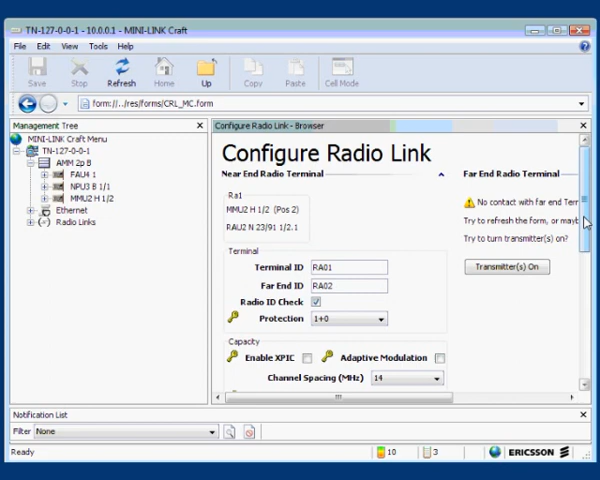 TN-127-0-0-1 - 10.0.0.1 - MINI-LINK Craft
File Edit View Tools Help
Save Stop Refresh Home Up Copy Paste Cell Mode
form://../res/forms/CRL_MC.form
Management Tree
MINI-LINK Craft Menu
TN-127-0-0-1
AMM 2p B
FAU4 1
NPU3 B 1/1
MMU2 H 1/2
Ethernet
Radio Links
Configure Radio Link - Browser
Configure Radio Link
Near End Radio Terminal
Ra1
MMU2 H 1/2 (Pos 2)
RAU2 N 23/91 1/2.1
Terminal
Terminal ID RA01
Far End ID RA02
Radio ID Check
Protection 1+0
Capacity
Enable XPIC Adaptive Modulation
Channel Spacing (MHz) 14
Far End Radio Terminal
No contact with far end Terr
Try to refresh the form, or mayb
Try to turn transmitter(s) on?
Transmitter(s) On
Notification List
Filter None
Ready 10 3 ERICSSON